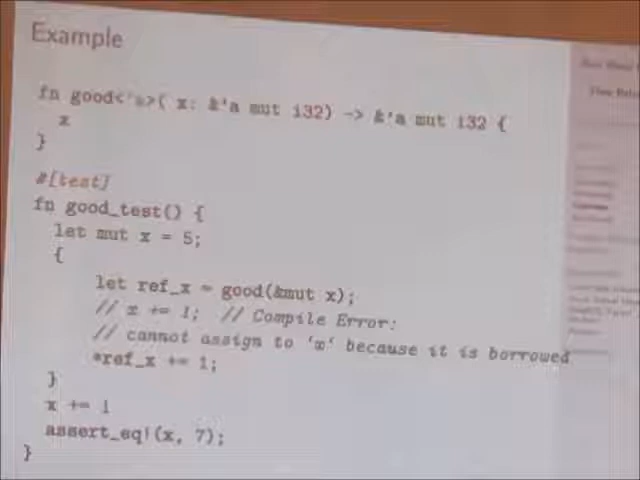 Example
fn good<'a>( x: &'a mut i32) -> &'a mut i32 {
x
}
#[test]
fn good_test() {
let mut x = 5;
{
let ref_x = good(&mut x);
// x += 1;  // Compile Error:
// cannot assign to 'x' because it is borrowed
*ref_x += 1;
}
x += 1
assert_eq!(x, 7);
}